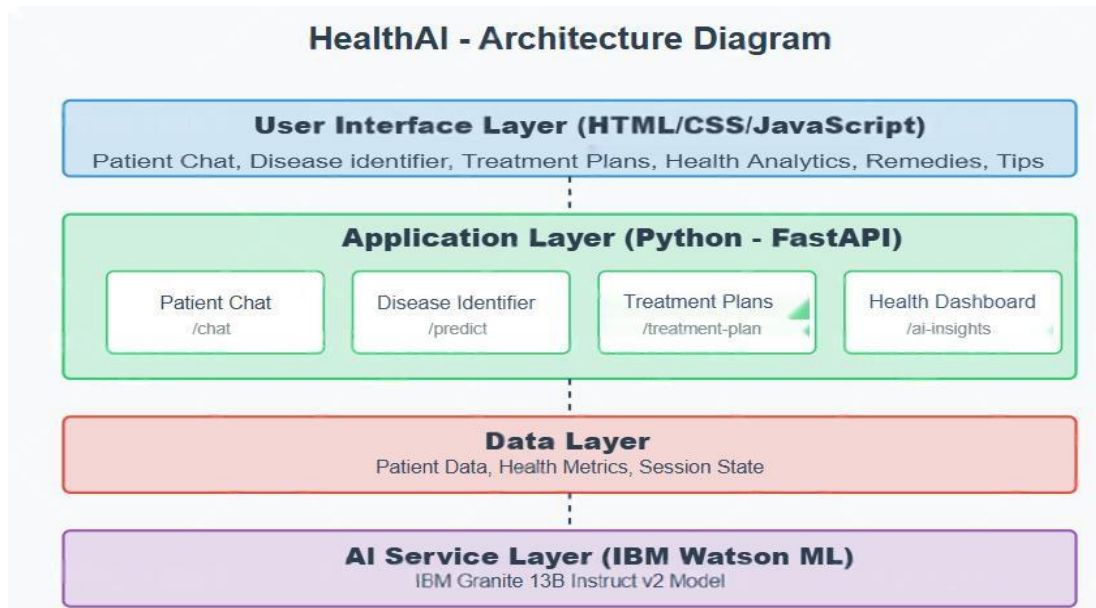 HealthAI - Architecture Diagram
User Interface Layer (HTML/CSS/JavaScript)
Patient Chat, Disease identifier, Treatment Plans, Health Analytics, Remedies, Tips
Application Layer (Python - FastAPI)
Patient Chat
/chat
Disease Identifier
/predict
Treatment Plans
/treatment-plan
Health Dashboard
/ai-insights
Data Layer
Patient Data, Health Metrics, Session State
AI Service Layer (IBM Watson ML)
IBM Granite 13B Instruct v2 Model